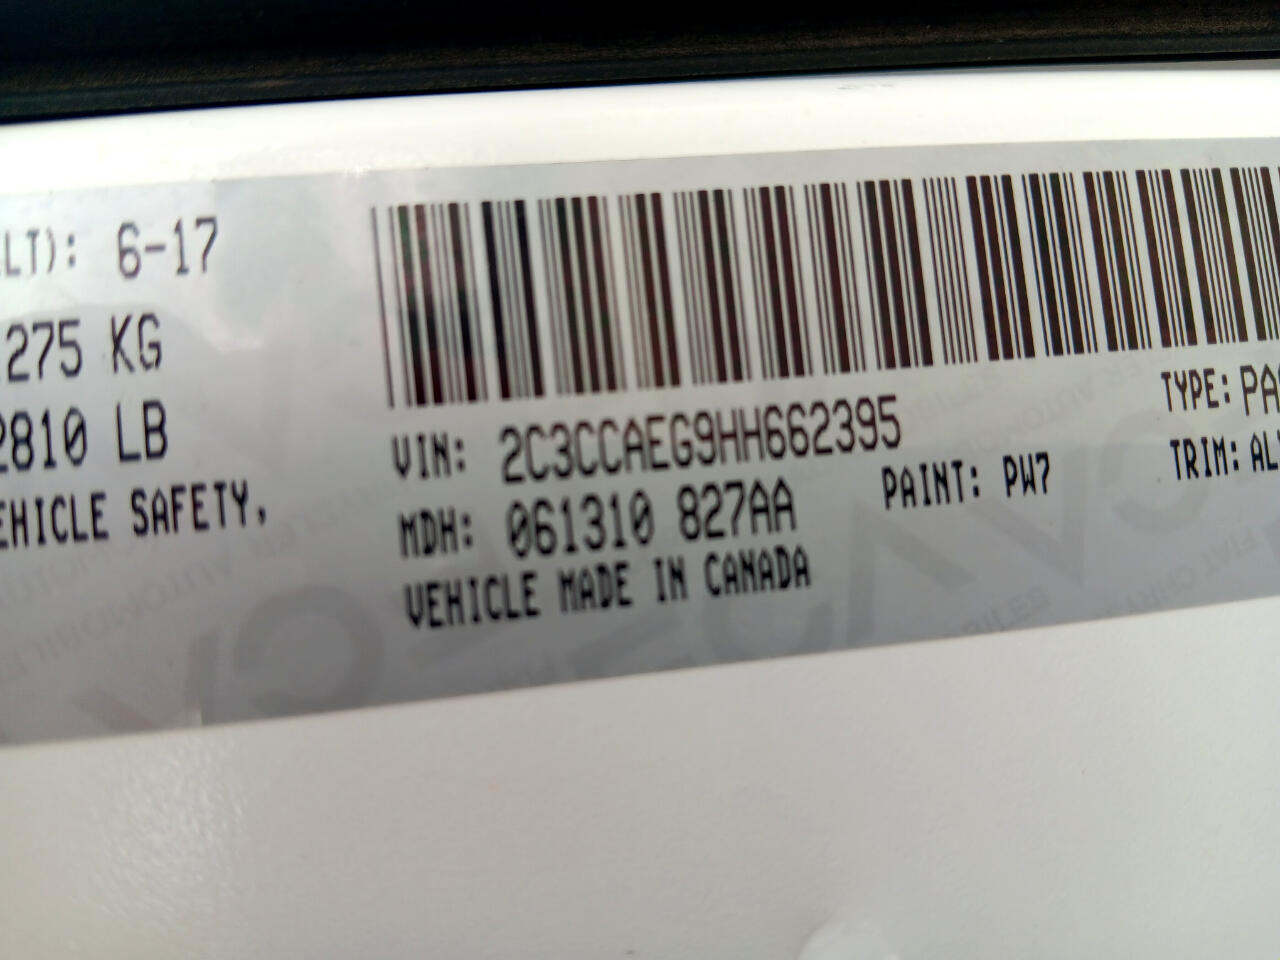 LT): 6-17
275 KG
2810 LB
EHICLE SAFETY,
VIN: 2C3CCAEG9HH662395
TYPE: PA
MDH: 061310 827AA
PAINT: PW7
TRIM: AL
VEHICLE MADE IN CANADA